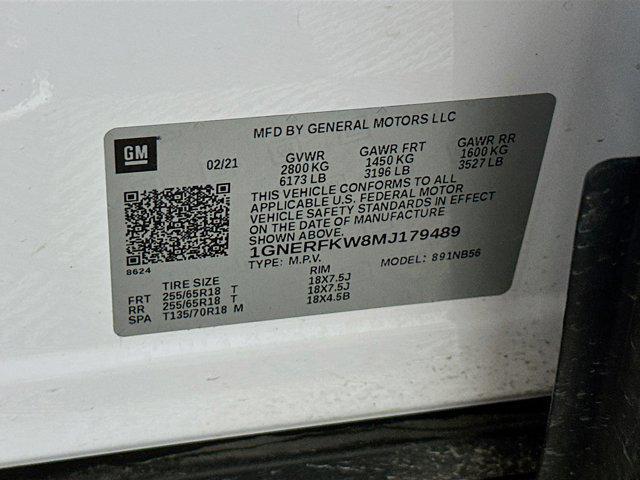 MFD BY GENERAL MOTORS LLC
GM
02/21 GVWR GAWR FRT GAWR RR
2800 KG 1450 KG 1600 KG
6173 LB 3196 LB 3527 LB
THIS VEHICLE CONFORMS TO ALL
APPLICABLE U.S. FEDERAL MOTOR
VEHICLE SAFETY STANDARDS IN EFFECT
ON THE DATE OF MANUFACTURE
SHOWN ABOVE.
1GNERFKW8MJ179489
TYPE: M.P.V. MODEL: 891NB56
8624
TIRE SIZE RIM
FRT 255/65R18 T 18X7.5J
RR 255/65R18 T 18X7.5J
SPA T135/70R18 M 18X4.5B